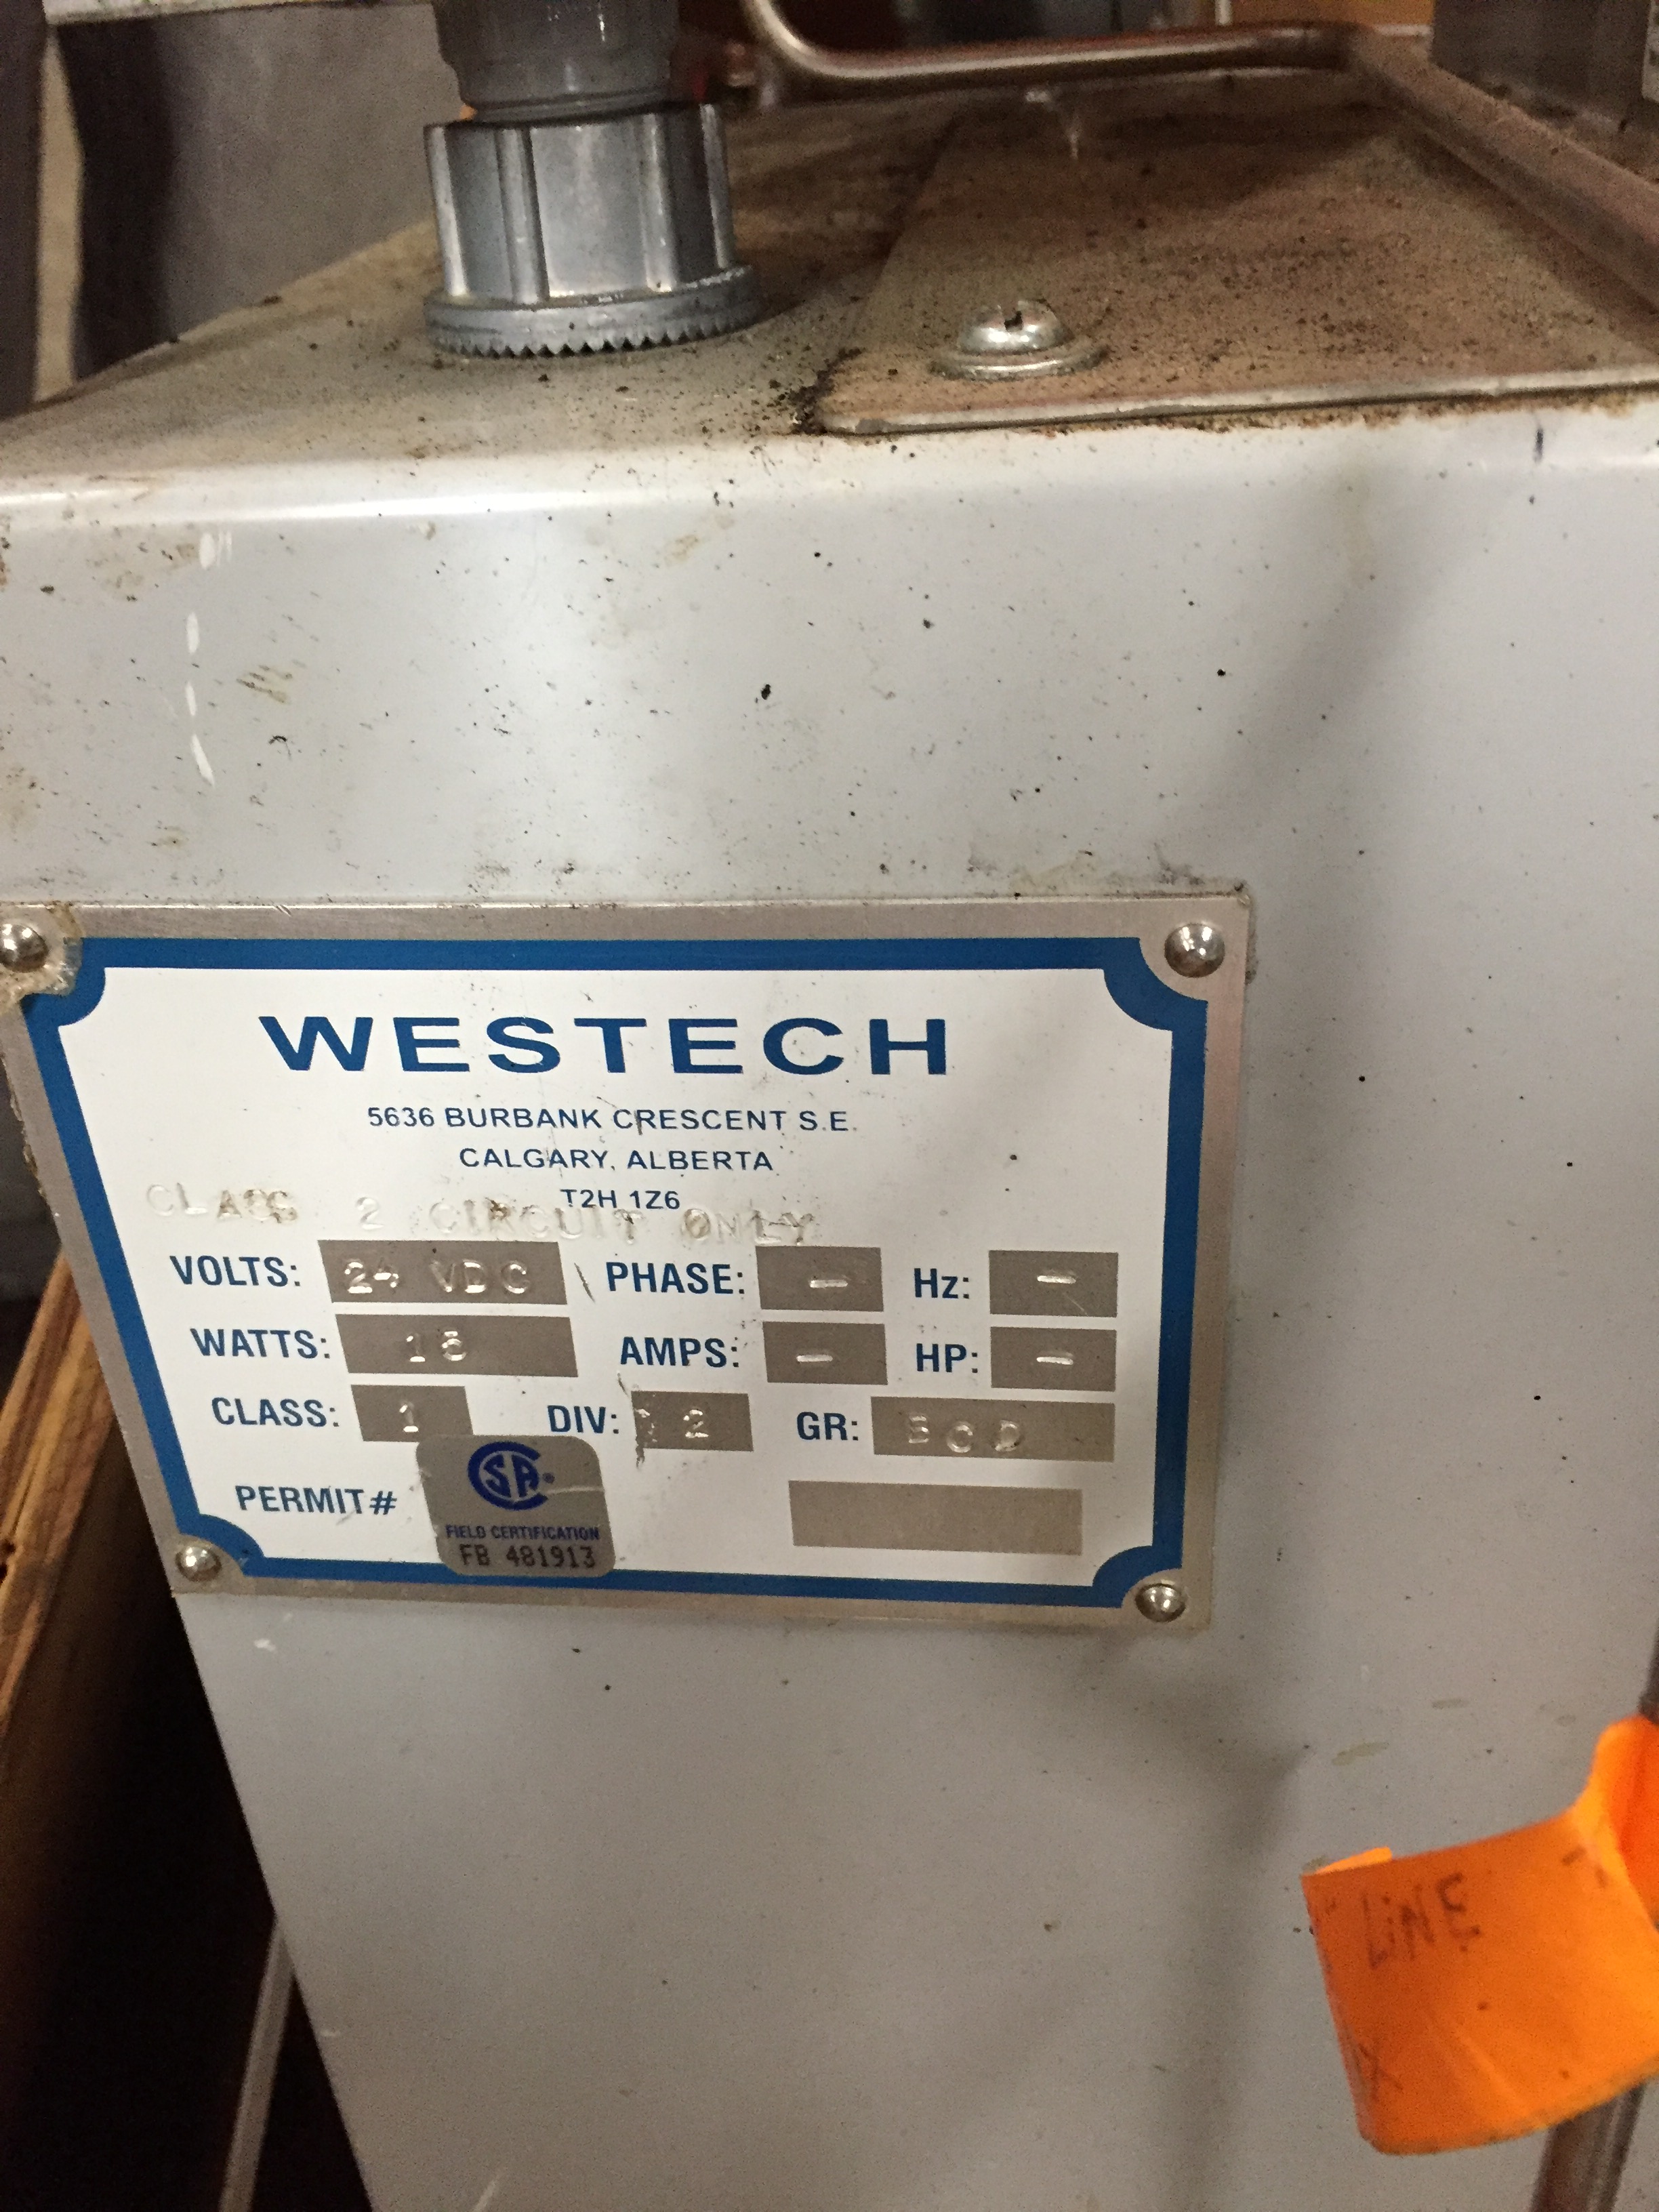 WESTECH
5636 BURBANK CRESCENT S.E.
CALGARY, ALBERTA
T2H 1Z6
CLASS 2 CIRCUIT ONLY
VOLTS: 24 VDC PHASE: – Hz: –
WATTS: 15 AMPS: – HP: –
CLASS: 1 DIV: 2 GR: BCD
PERMIT#
CSA
FIELD CERTIFICATION
FB 481913
LINE